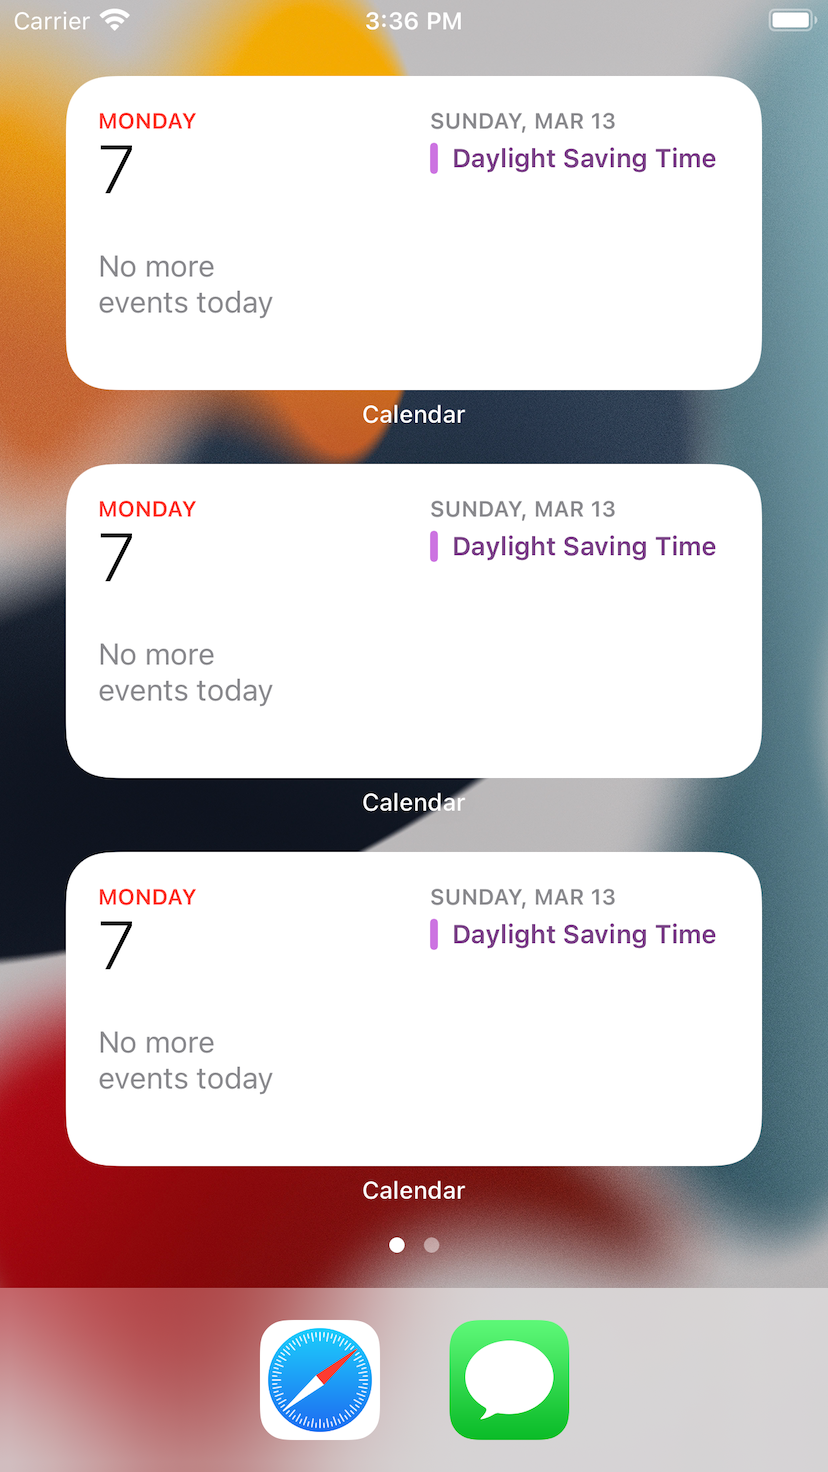 Carrier 3:36 PM
MONDAY
7
No more
events today
SUNDAY, MAR 13
Daylight Saving Time
Calendar
MONDAY
7
No more
events today
SUNDAY, MAR 13
Daylight Saving Time
Calendar
MONDAY
7
No more
events today
SUNDAY, MAR 13
Daylight Saving Time
Calendar